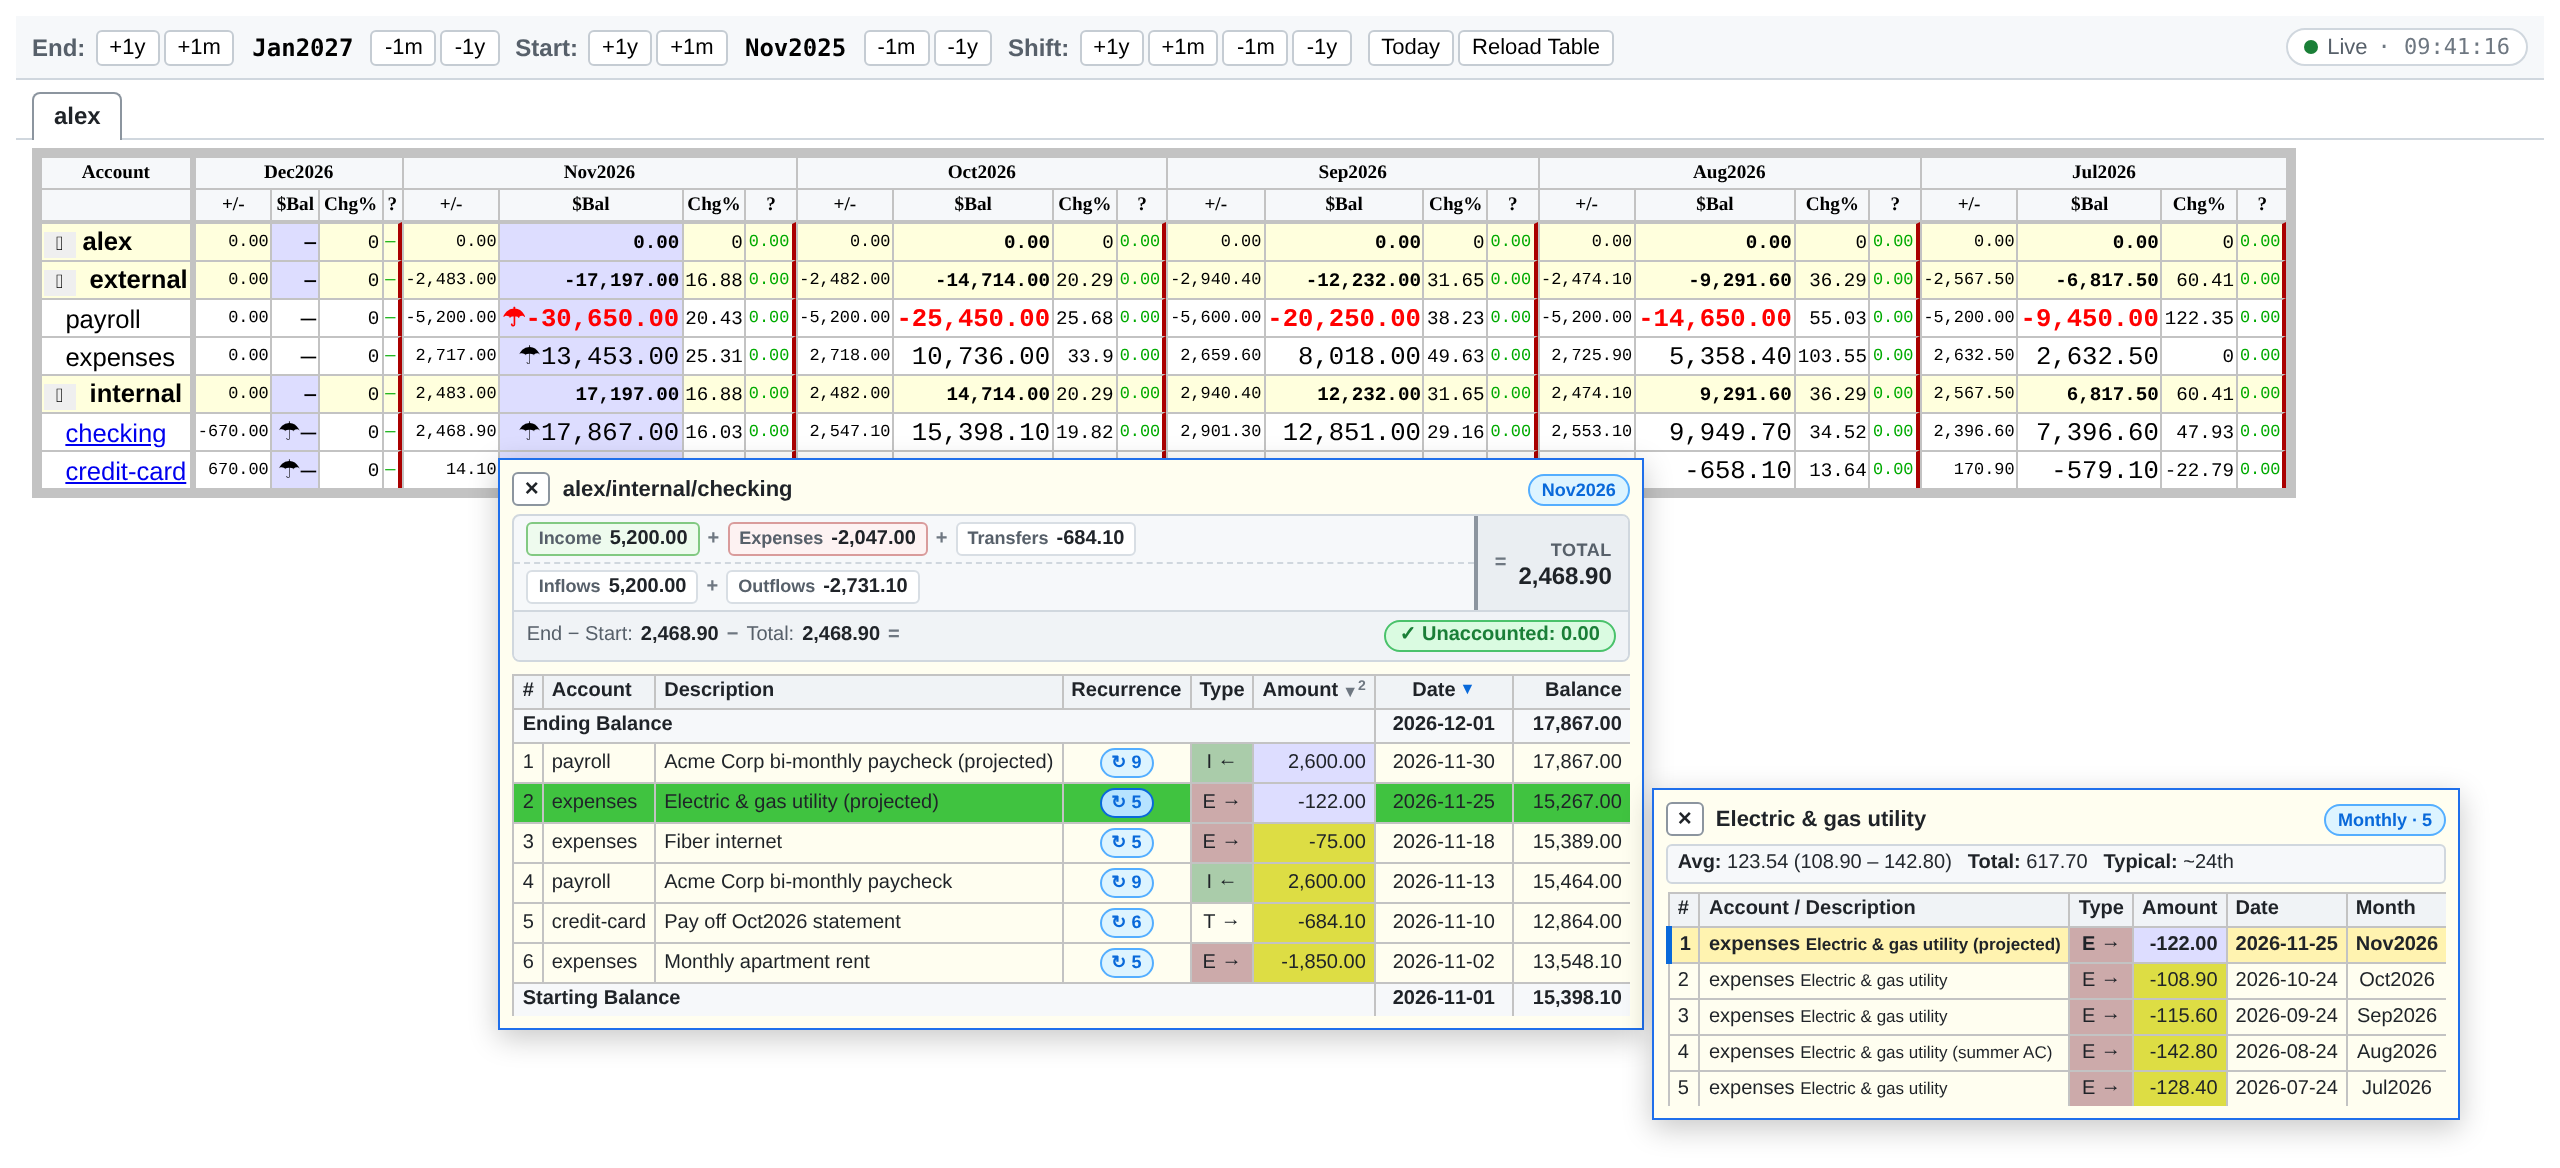 End: +1y +1m Jan2027 -1m -1y Start: +1y +1m Nov2025 -1m -1y Shift: +1y +1m -1m -1y Today Reload Table Live · 09:41:16
alex
Account Dec2026 Nov2026 Oct2026 Sep2026 Aug2026 Jul2026
+/- $Bal Chg% ? +/- $Bal Chg% ? +/- $Bal Chg% ? +/- $Bal Chg% ? +/- $Bal Chg% ? +/- $Bal Chg% ?
alex 0.00 — 0 — 0.00 0.00 0 0.00 0.00 0.00 0 0.00 0.00 0.00 0 0.00 0.00 0.00 0 0.00 0.00 0.00 0 0.00
external 0.00 — 0 — -2,483.00 -17,197.00 16.88 0.00 -2,482.00 -14,714.00 20.29 0.00 -2,940.40 -12,232.00 31.65 0.00 -2,474.10 -9,291.60 36.29 0.00 -2,567.50 -6,817.50 60.41 0.00
payroll 0.00 — 0 — -5,200.00 ☂-30,650.00 20.43 0.00 -5,200.00 -25,450.00 25.68 0.00 -5,600.00 -20,250.00 38.23 0.00 -5,200.00 -14,650.00 55.03 0.00 -5,200.00 -9,450.00 122.35 0.00
expenses 0.00 — 0 — 2,717.00 ☂13,453.00 25.31 0.00 2,718.00 10,736.00 33.9 0.00 2,659.60 8,018.00 49.63 0.00 2,725.90 5,358.40 103.55 0.00 2,632.50 2,632.50 0 0.00
internal 0.00 — 0 — 2,483.00 17,197.00 16.88 0.00 2,482.00 14,714.00 20.29 0.00 2,940.40 12,232.00 31.65 0.00 2,474.10 9,291.60 36.29 0.00 2,567.50 6,817.50 60.41 0.00
checking -670.00 ☂— 0 — 2,468.90 ☂17,867.00 16.03 0.00 2,547.10 15,398.10 19.82 0.00 2,901.30 12,851.00 29.16 0.00 2,553.10 9,949.70 34.52 0.00 2,396.60 7,396.60 47.93 0.00
credit-card 670.00 ☂— 0 — 14.10 -658.10 13.64 0.00 170.90 -579.10 -22.79 0.00
✕ alex/internal/checking Nov2026
Income 5,200.00 + Expenses -2,047.00 + Transfers -684.10
Inflows 5,200.00 + Outflows -2,731.10
= TOTAL
2,468.90
End − Start: 2,468.90 − Total: 2,468.90 = ✓ Unaccounted: 0.00
# Account Description Recurrence Type Amount ▼2 Date ▼ Balance
Ending Balance 2026-12-01 17,867.00
1 payroll Acme Corp bi-monthly paycheck (projected) ↻ 9 I ← 2,600.00 2026-11-30 17,867.00
2 expenses Electric & gas utility (projected) ↻ 5 E → -122.00 2026-11-25 15,267.00
3 expenses Fiber internet ↻ 5 E → -75.00 2026-11-18 15,389.00
4 payroll Acme Corp bi-monthly paycheck ↻ 9 I ← 2,600.00 2026-11-13 15,464.00
5 credit-card Pay off Oct2026 statement ↻ 6 T → -684.10 2026-11-10 12,864.00
6 expenses Monthly apartment rent ↻ 5 E → -1,850.00 2026-11-02 13,548.10
Starting Balance 2026-11-01 15,398.10
✕ Electric & gas utility Monthly · 5
Avg: 123.54 (108.90 – 142.80) Total: 617.70 Typical: ~24th
# Account / Description Type Amount Date Month
1 expenses Electric & gas utility (projected) E → -122.00 2026-11-25 Nov2026
2 expenses Electric & gas utility E → -108.90 2026-10-24 Oct2026
3 expenses Electric & gas utility E → -115.60 2026-09-24 Sep2026
4 expenses Electric & gas utility (summer AC) E → -142.80 2026-08-24 Aug2026
5 expenses Electric & gas utility E → -128.40 2026-07-24 Jul2026